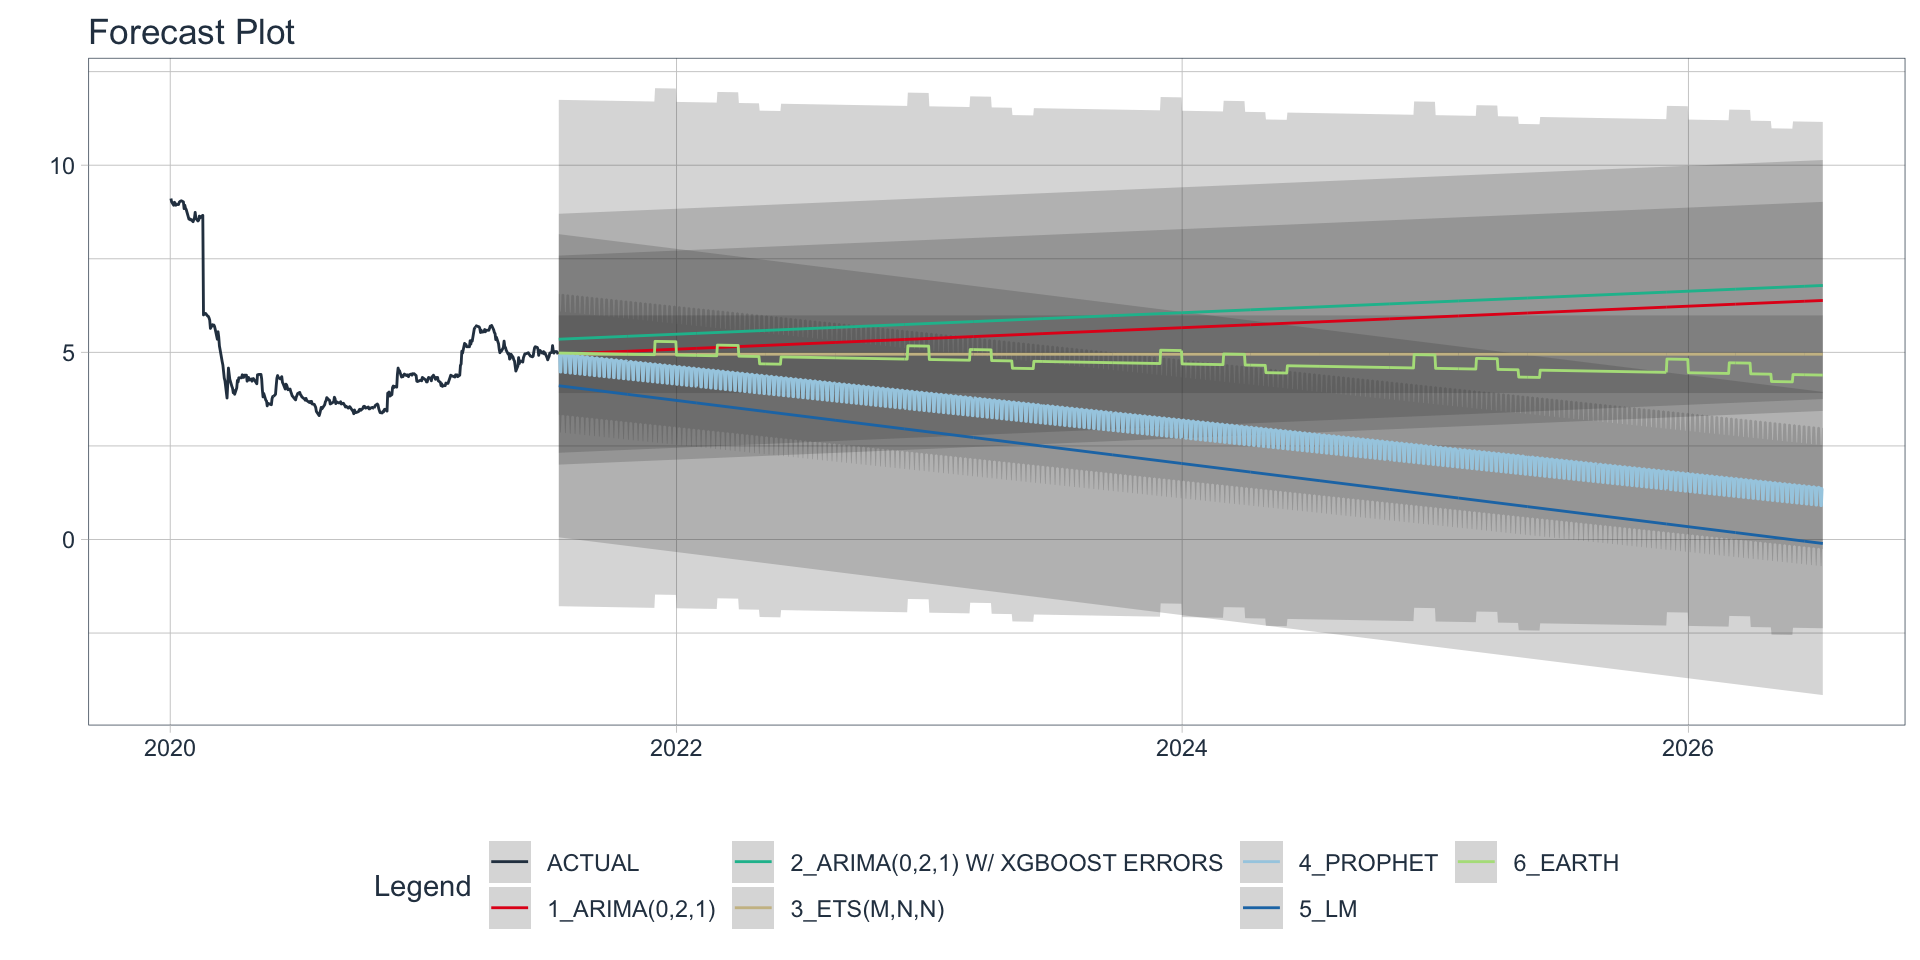 Forecast Plot
10
5
0
2020 2022 2024 2026
Legend
ACTUAL 2_ARIMA(0,2,1) W/ XGBOOST ERRORS 4_PROPHET 6_EARTH
1_ARIMA(0,2,1) 3_ETS(M,N,N) 5_LM